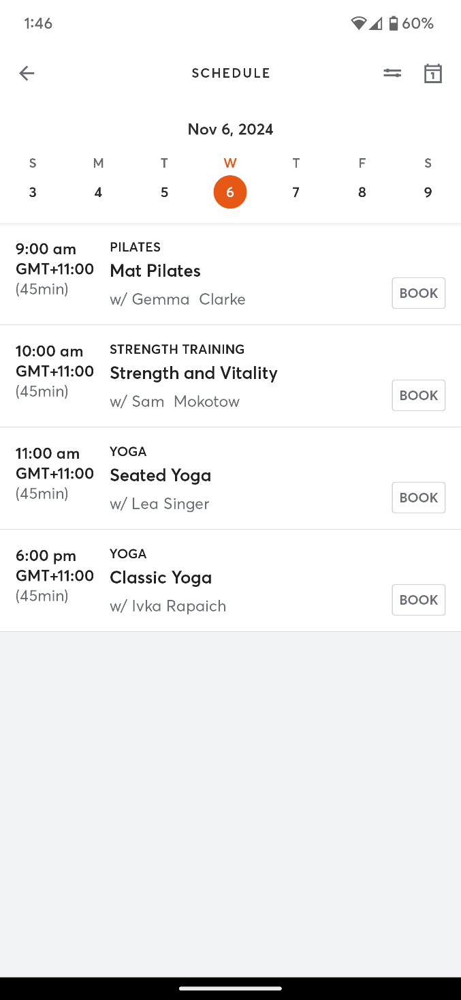 1:46
60%
SCHEDULE
1
Nov 6, 2024
S M T W T F S
3 4 5 6 7 8 9
9:00 am
GMT+11:00
(45min)
PILATES
Mat Pilates
w/ Gemma  Clarke
BOOK
10:00 am
GMT+11:00
(45min)
STRENGTH TRAINING
Strength and Vitality
w/ Sam  Mokotow
BOOK
11:00 am
GMT+11:00
(45min)
YOGA
Seated Yoga
w/ Lea Singer
BOOK
6:00 pm
GMT+11:00
(45min)
YOGA
Classic Yoga
w/ Ivka Rapaich
BOOK